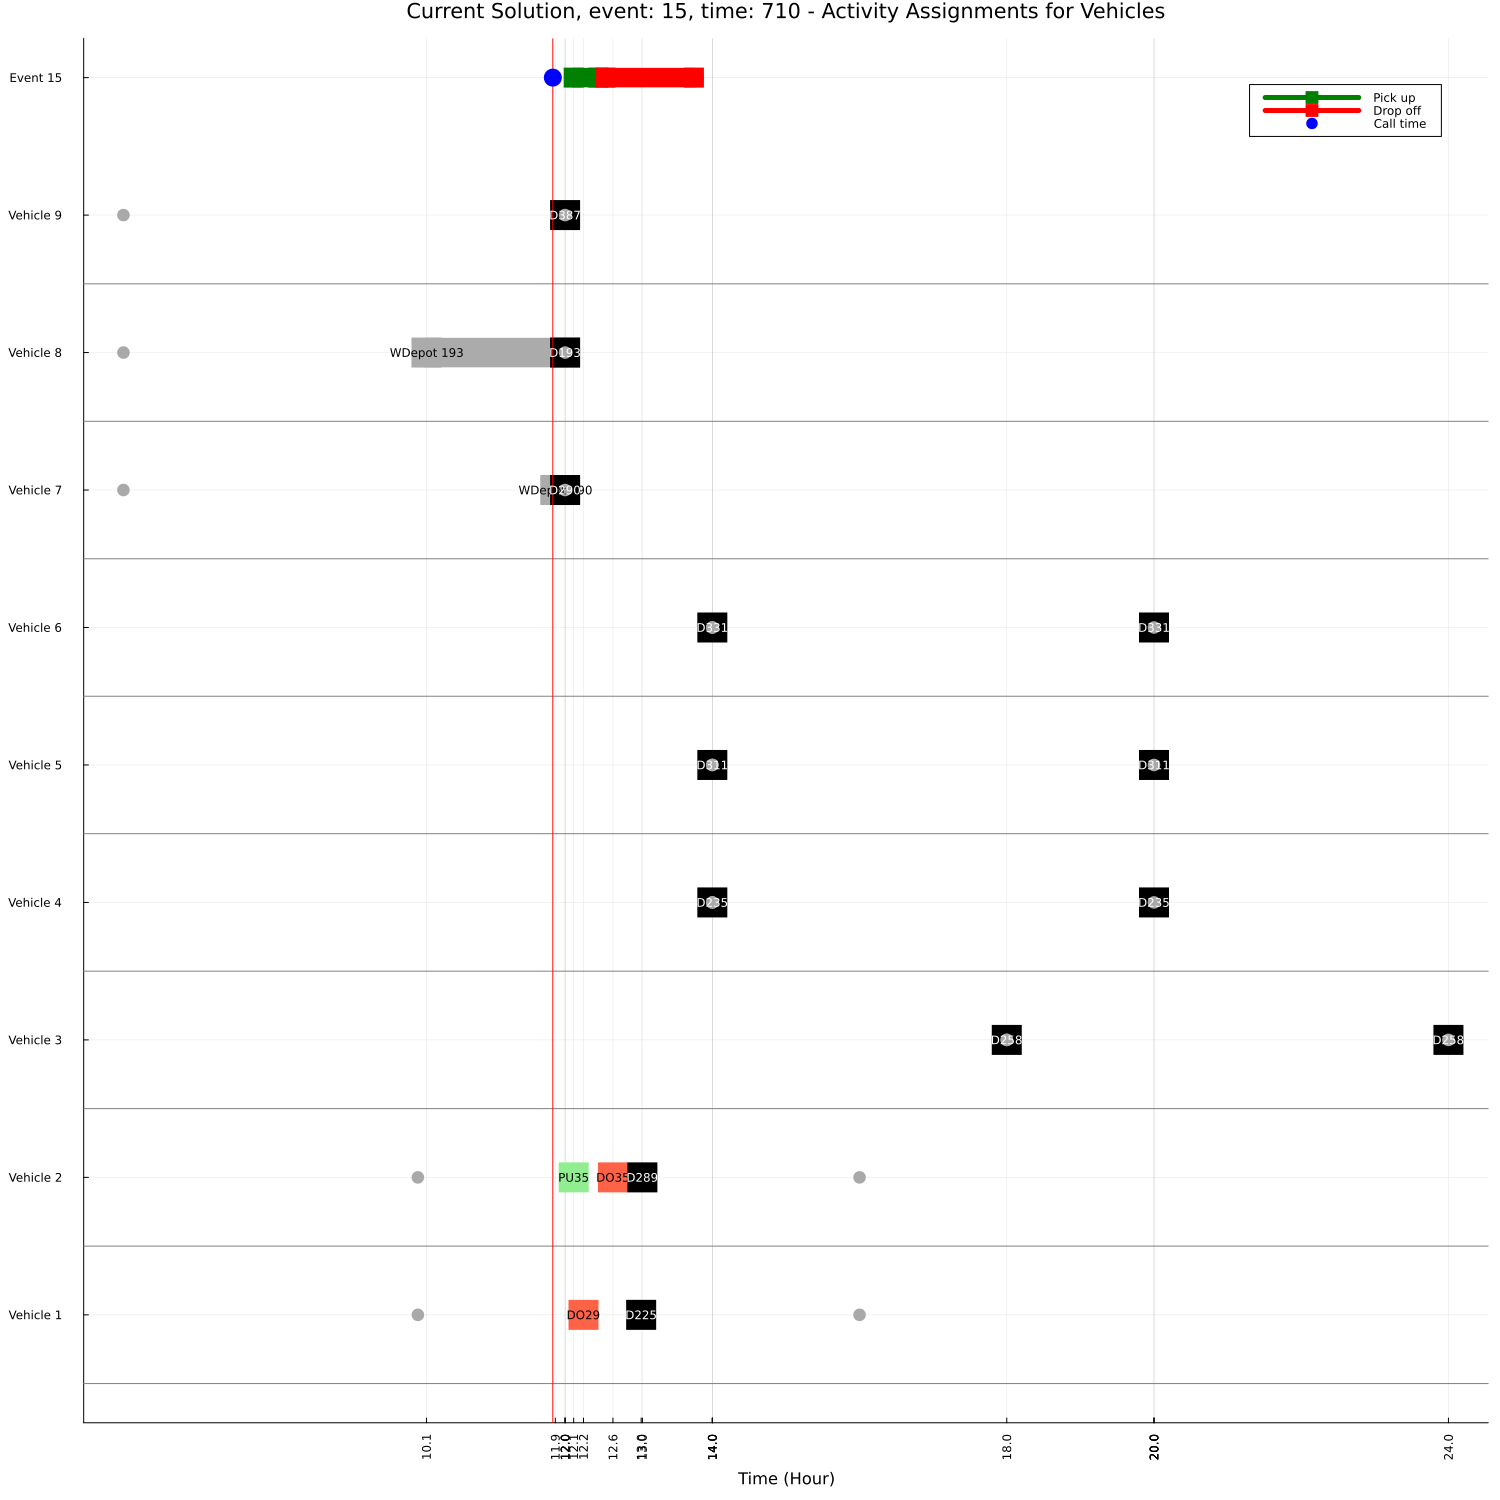 Current Solution, event: 15, time: 710 - Activity Assignments for Vehicles
Event 15
Pick up
Drop off
Call time
Vehicle 9
D387
Vehicle 8
WDepot 193
D193
Vehicle 7
D290
Vehicle 6
D331
D331
Vehicle 5
D311
D311
Vehicle 4
D235
D235
Vehicle 3
D258
D258
Vehicle 2
PU35
DO35
D289
Vehicle 1
DO29
D225
10.1
11.9
12.0
12.1
12.2
12.6
13.0
14.0
18.0
20.0
24.0
Time (Hour)